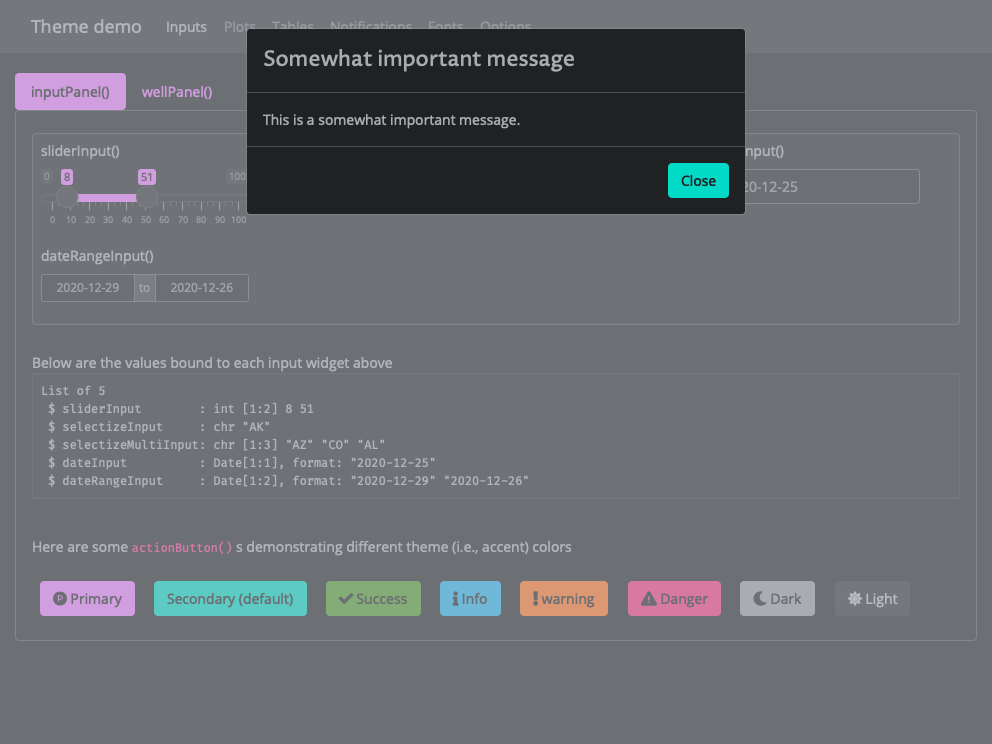 Theme demo Inputs Plots Tables Notifications Fonts Options
Somewhat important message
This is a somewhat important message.
Close
inputPanel() wellPanel()
sliderInput()
0 8 51 100
0 10 20 30 40 50 60 70 80 90 100
nput()
0-12-25
dateRangeInput()
2020-12-29 to 2020-12-26
Below are the values bound to each input widget above
List of 5
$ sliderInput : int [1:2] 8 51
$ selectizeInput : chr "AK"
$ selectizeMultiInput: chr [1:3] "AZ" "CO" "AL"
$ dateInput : Date[1:1], format: "2020-12-25"
$ dateRangeInput : Date[1:2], format: "2020-12-29" "2020-12-26"
Here are some actionButton() s demonstrating different theme (i.e., accent) colors
Primary Secondary (default) Success Info warning Danger Dark Light